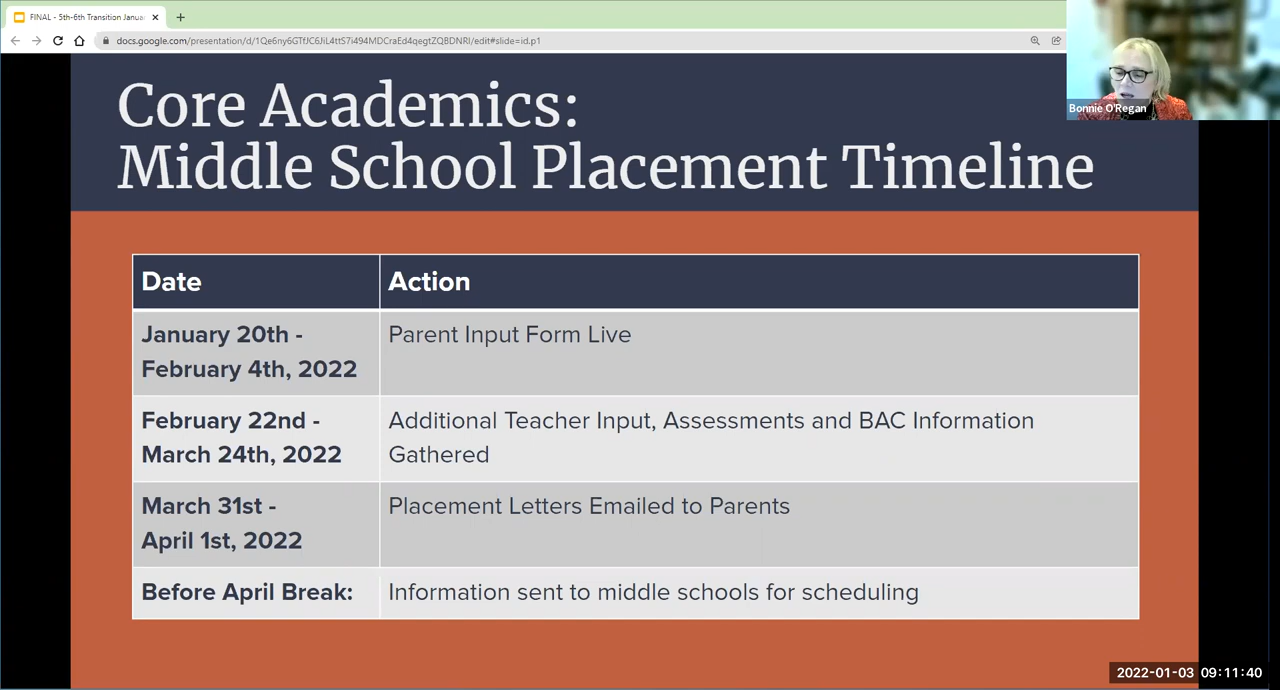 FINAL - 5th-6th Transition Janua
docs.google.com/presentation/d/1Qe6ny6GTfJC6JiL4ttS7i494MDCraEd4qegtZQBDNRI/edit#slide=id.p1
Bonnie O'Regan
Core Academics:
Middle School Placement Timeline
Date Action
January 20th - Parent Input Form Live
February 4th, 2022
February 22nd - Additional Teacher Input, Assessments and BAC Information
March 24th, 2022 Gathered
March 31st - Placement Letters Emailed to Parents
April 1st, 2022
Before April Break: Information sent to middle schools for scheduling
2022-01-03 09:11:40